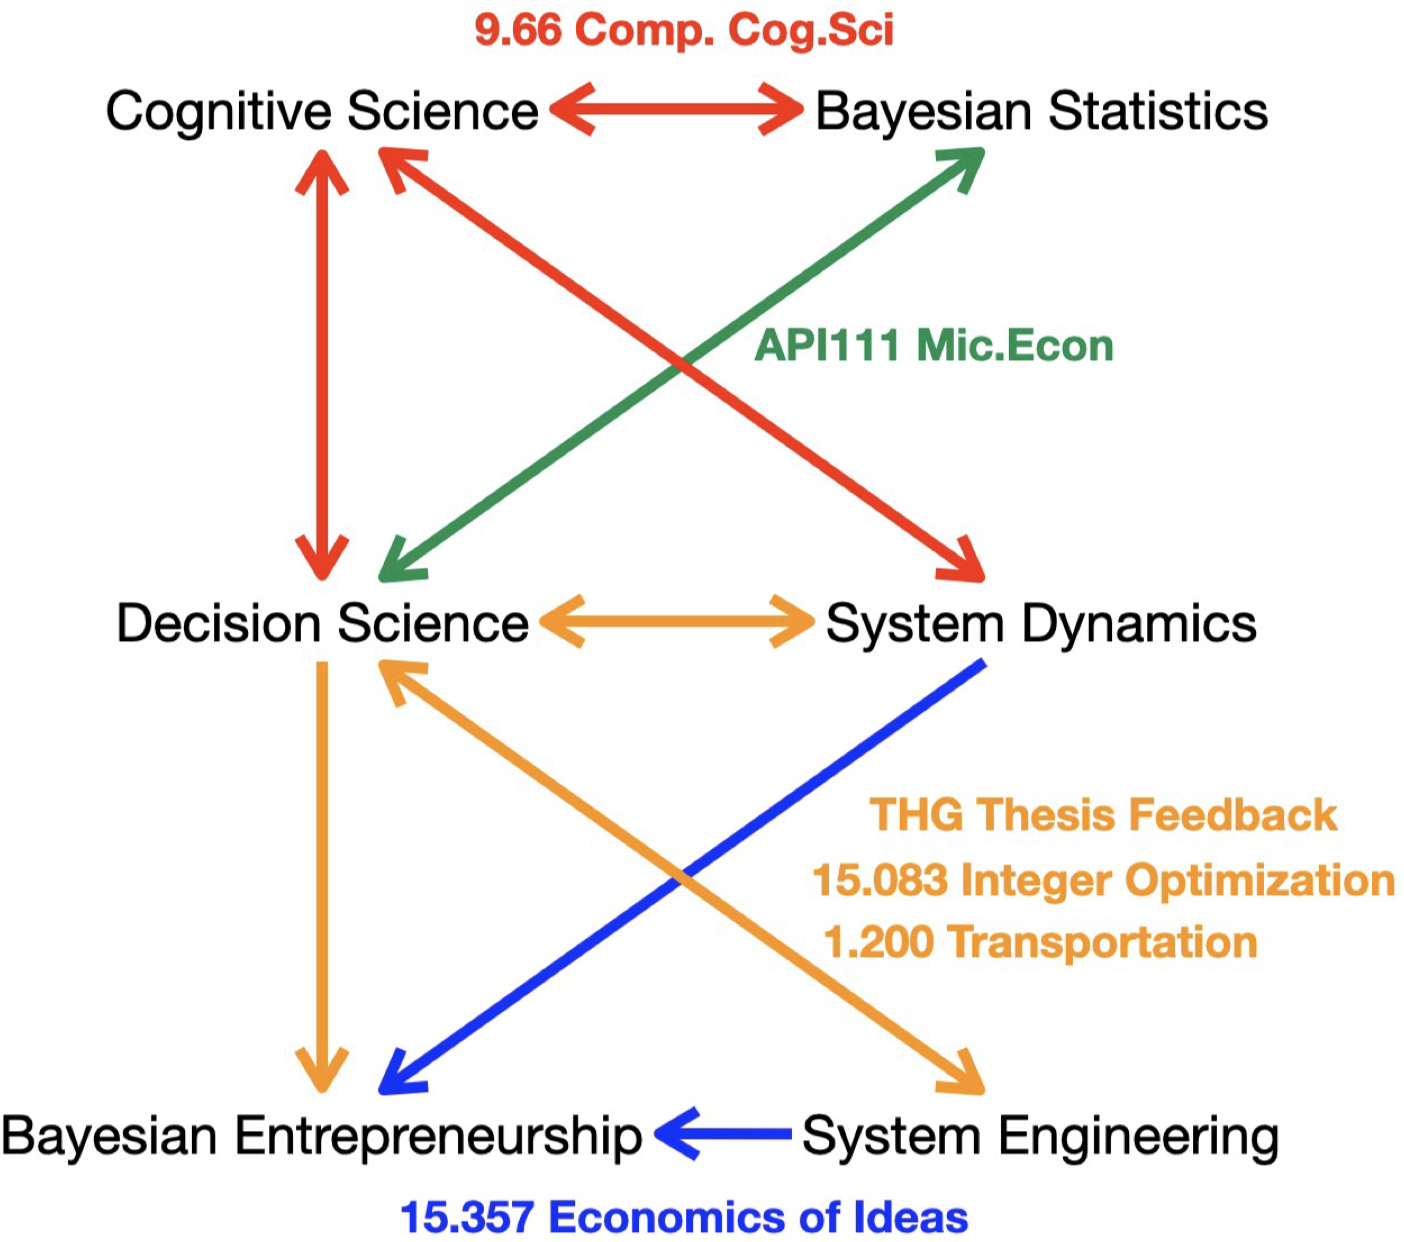 9.66 Comp. Cog.Sci
Cognitive Science
Bayesian Statistics
API111 Mic.Econ
Decision Science
System Dynamics
THG Thesis Feedback
15.083 Integer Optimization
1.200 Transportation
Bayesian Entrepreneurship
System Engineering
15.357 Economics of Ideas